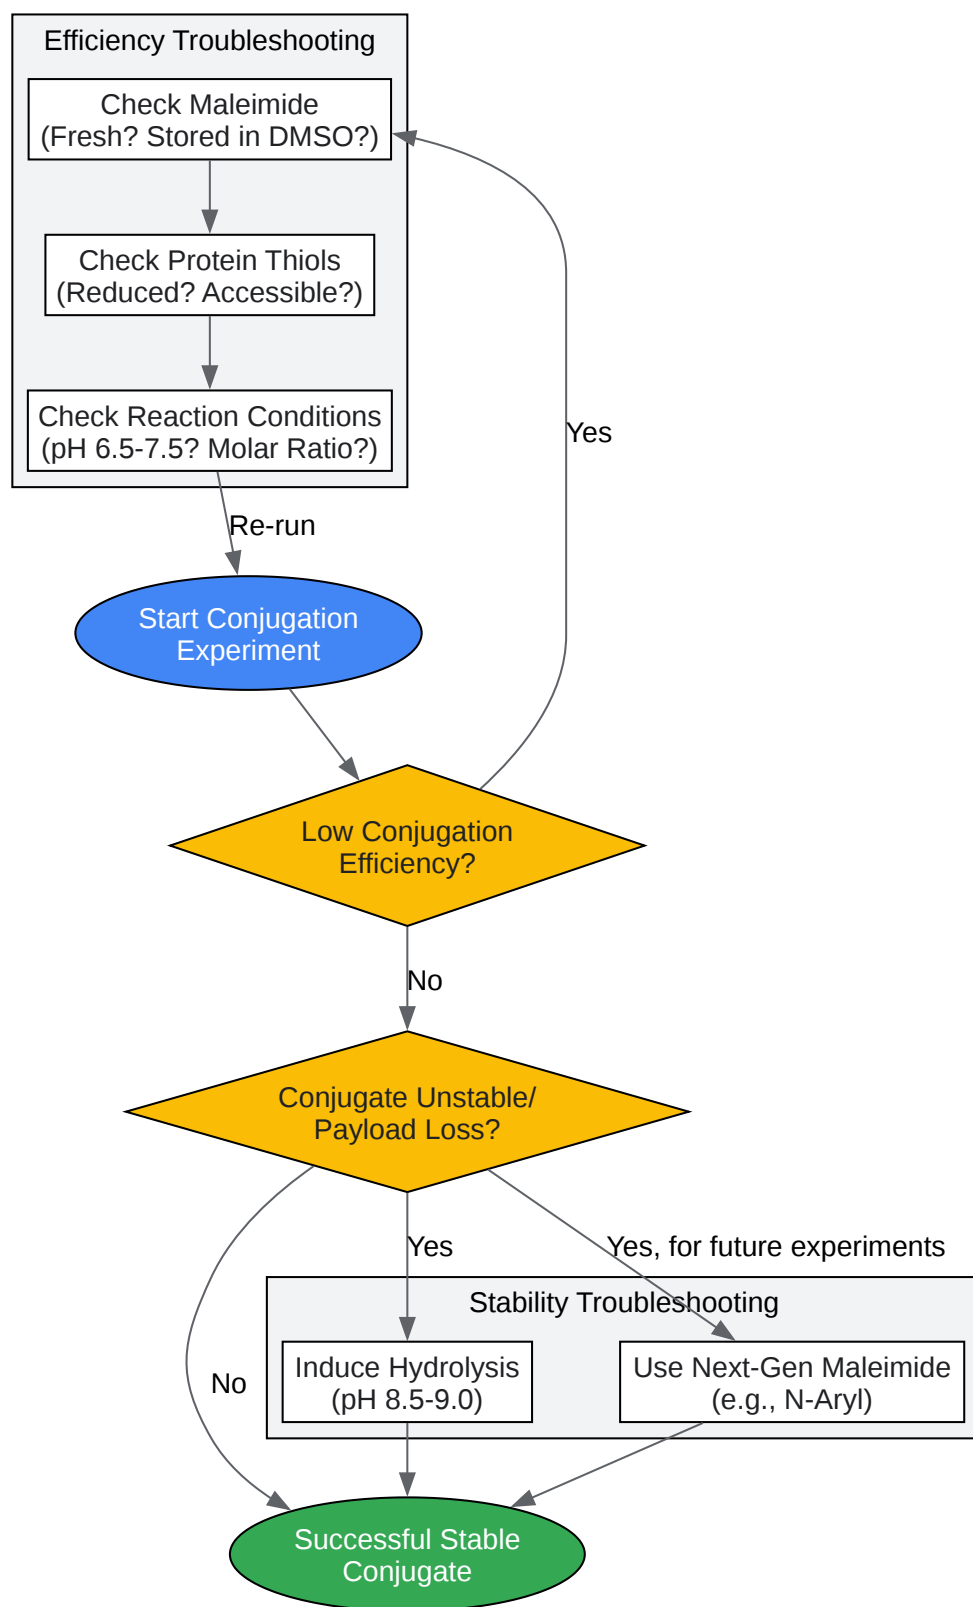 Efficiency Troubleshooting
Check Maleimide
(Fresh? Stored in DMSO?)
Check Protein Thiols
(Reduced? Accessible?)
Check Reaction Conditions
(pH 6.5-7.5? Molar Ratio?)
Yes
Re-run
Start Conjugation
Experiment
Low Conjugation
Efficiency?
No
Conjugate Unstable/
Payload Loss?
Yes
Yes, for future experiments
Stability Troubleshooting
Induce Hydrolysis
(pH 8.5-9.0)
Use Next-Gen Maleimide
(e.g., N-Aryl)
No
Successful Stable
Conjugate